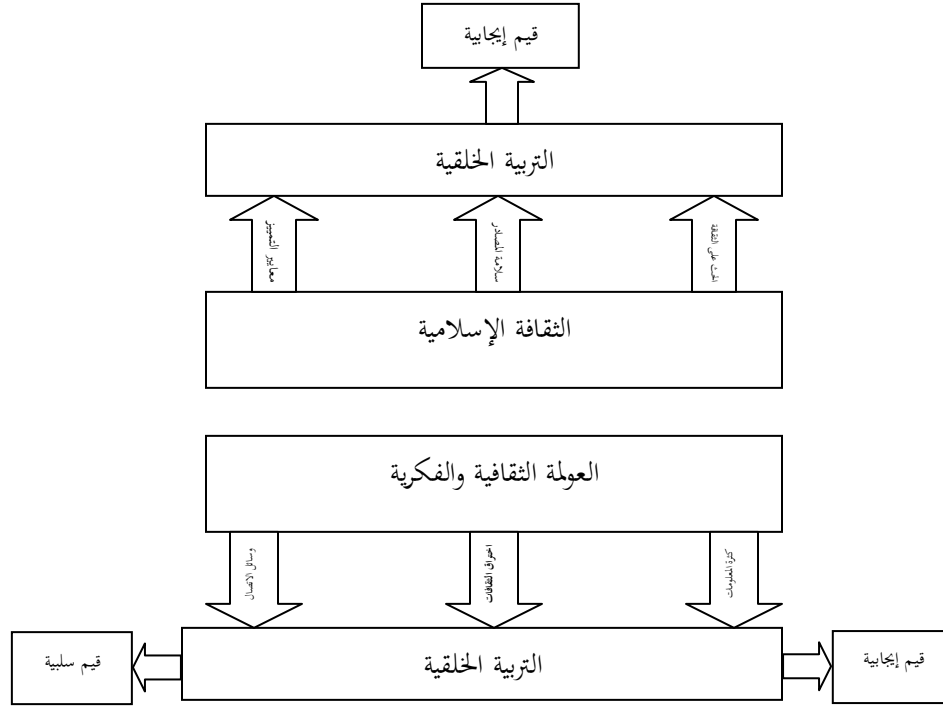 قيم إيجابية
التربية الخلقية
الحث على الثقافة
سلامة المصادر
معايير التمييز
الثقافة الإسلامية
العولمة الثقافية والفكرية
كثرة المعلومات
اختراق الثقافات
وسائل الاتصال
قيم إيجابية
التربية الخلقية
قيم سلبية